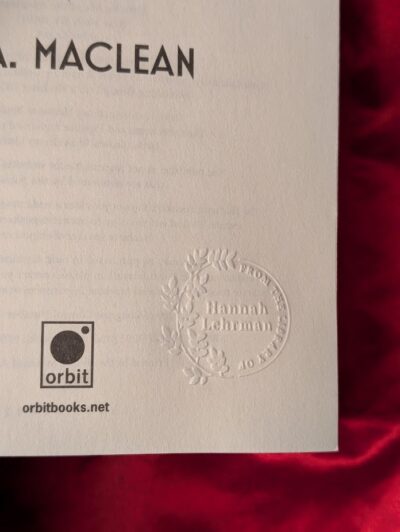 A. MACLEAN
FROM THE LIBRARY OF
Hannah
Lehrman
orbit
orbitbooks.net